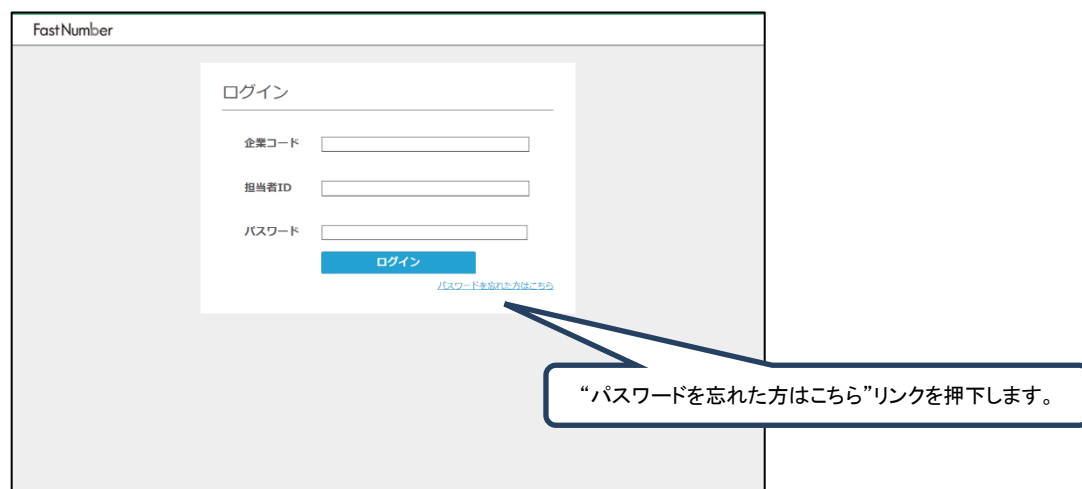 FastNumber
ログイン
企業コード
担当者ID
パスワード
ログイン
パスワードを忘れた方はこちら
“パスワードを忘れた方はこちら”リンクを押下します。